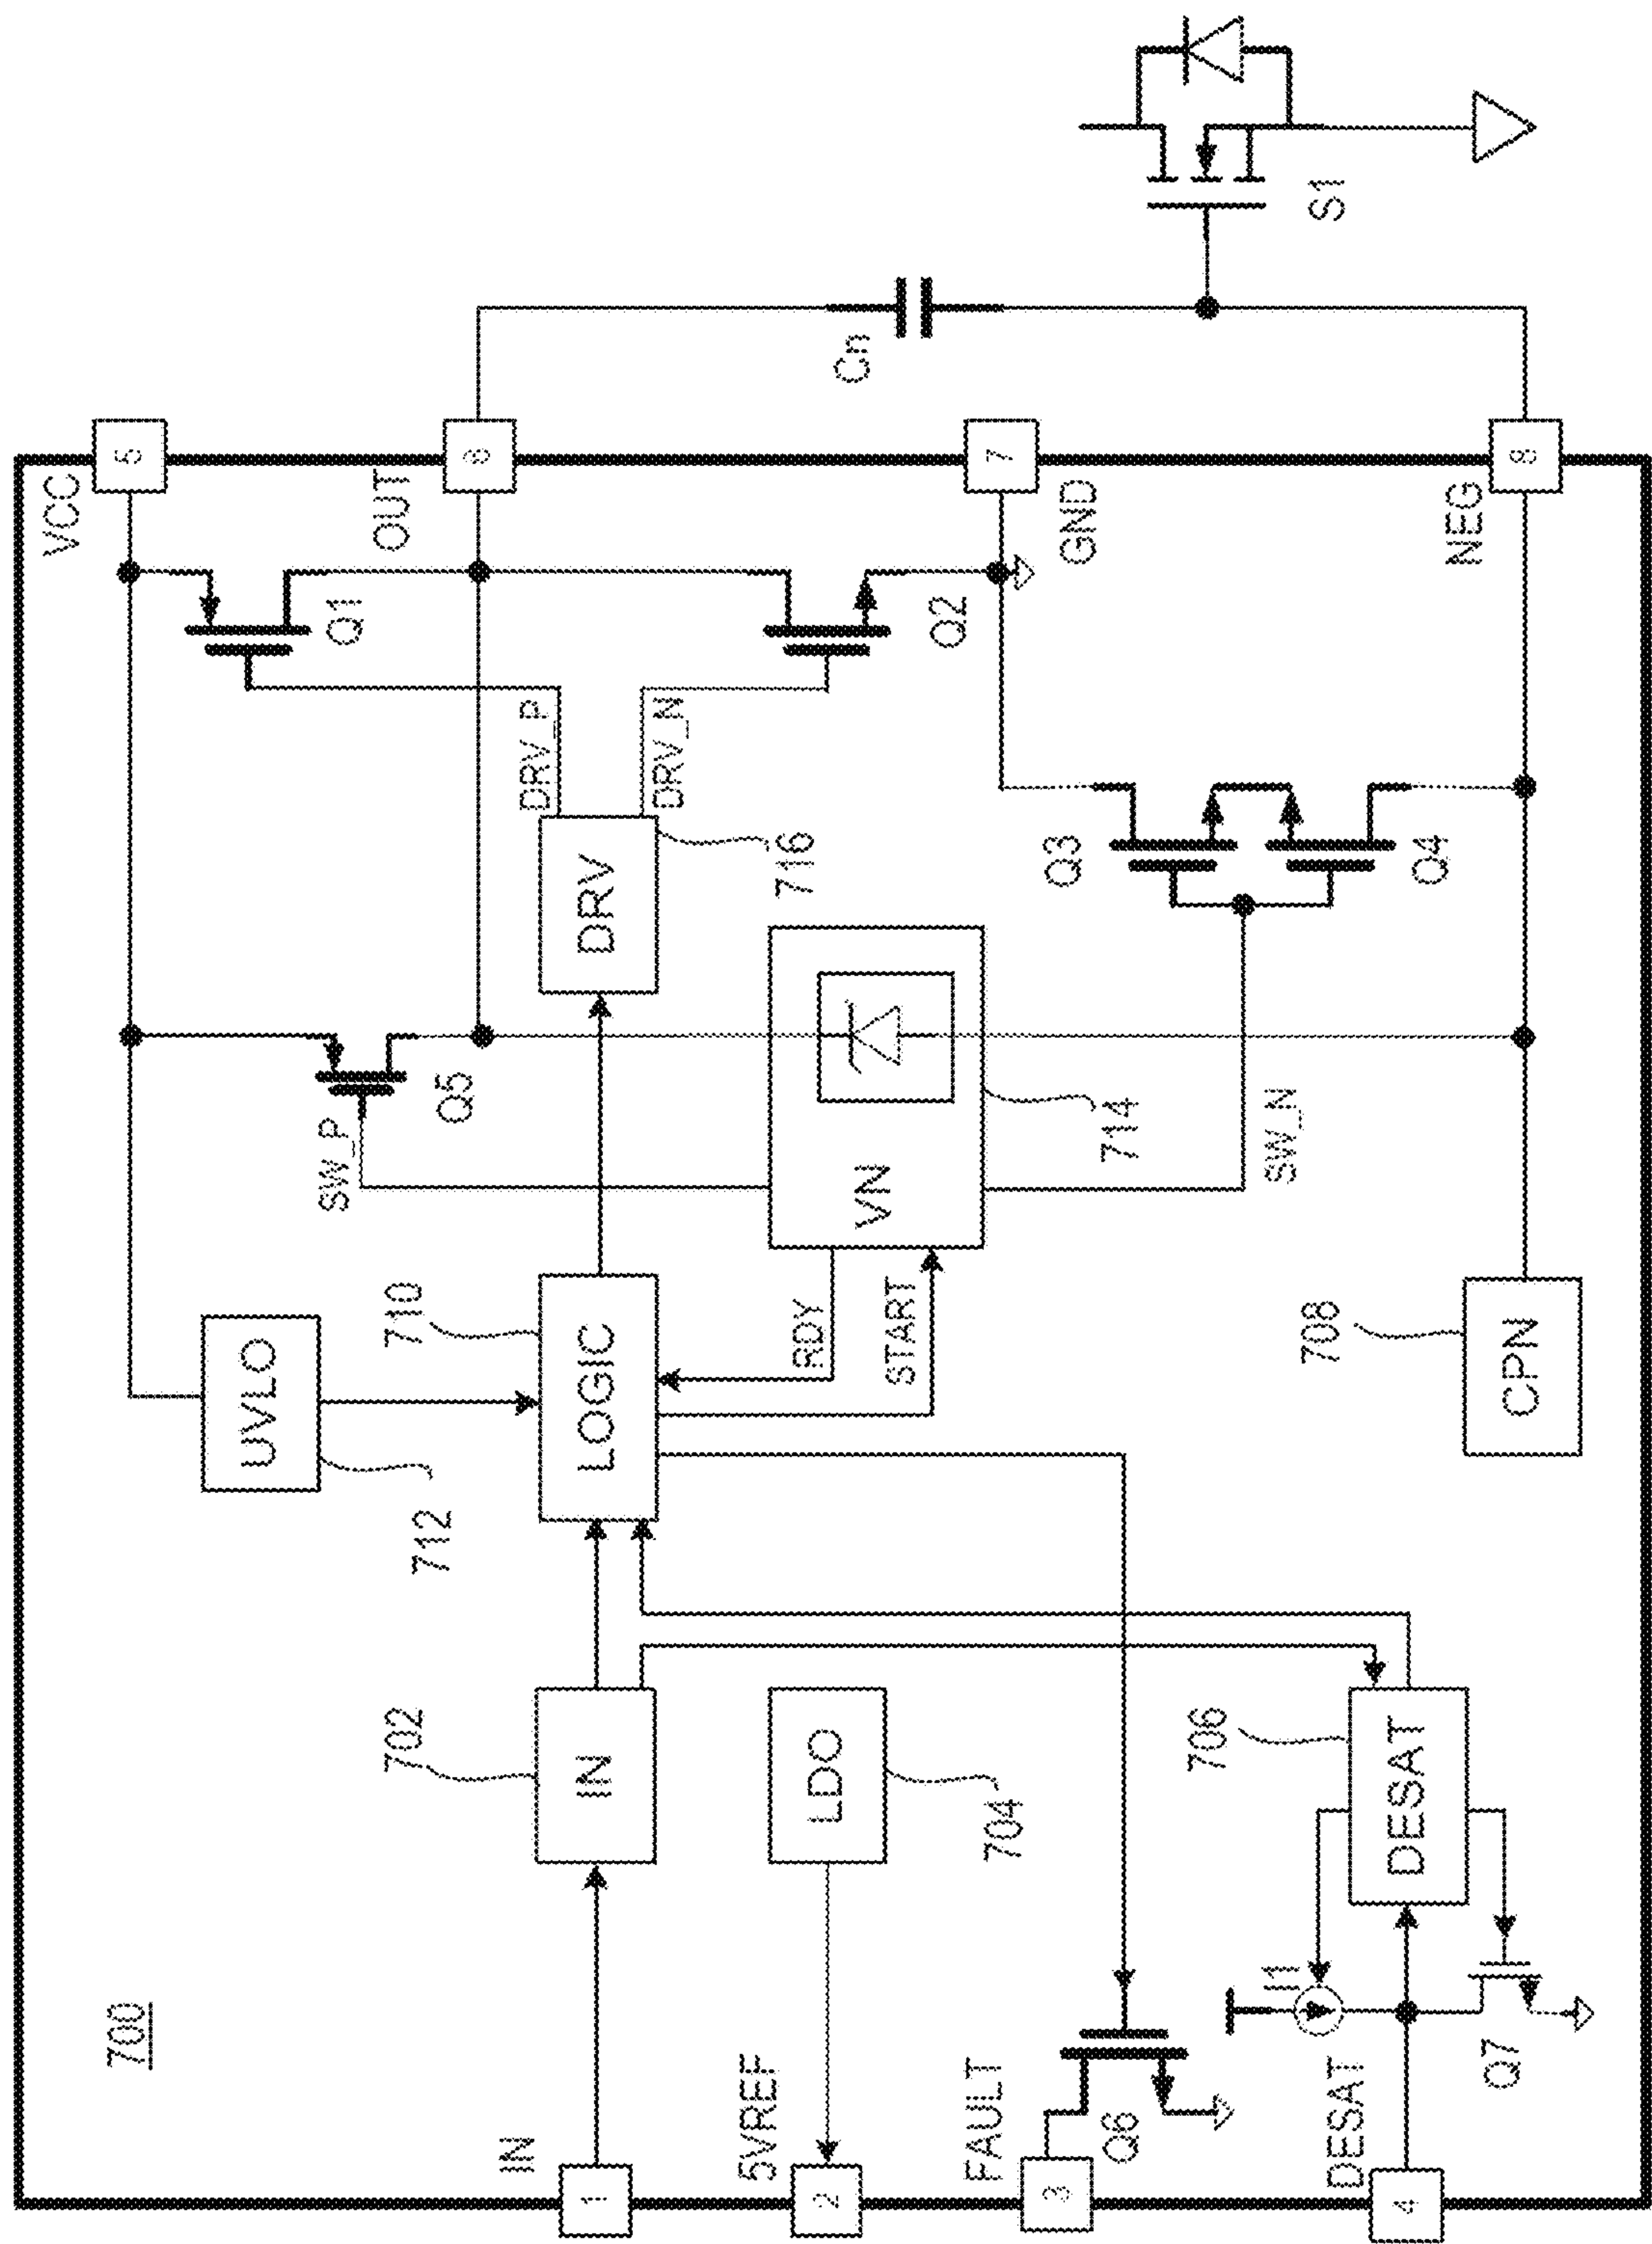 700
VCC
5
UVLO
712
SW_P
Q5
Q1
OUT
6
IN
1
702
IN
710
LOGIC
DRV
716
DRV_P
DRV_N
5VREF
2
LDO
704
RDY
START
VN
714
Q2
Cn
FAULT
3
Q6
SW_N
Q3
Q4
GND
7
S1
DESAT
4
I1
Q7
706
DESAT
708
CPN
NEG
8